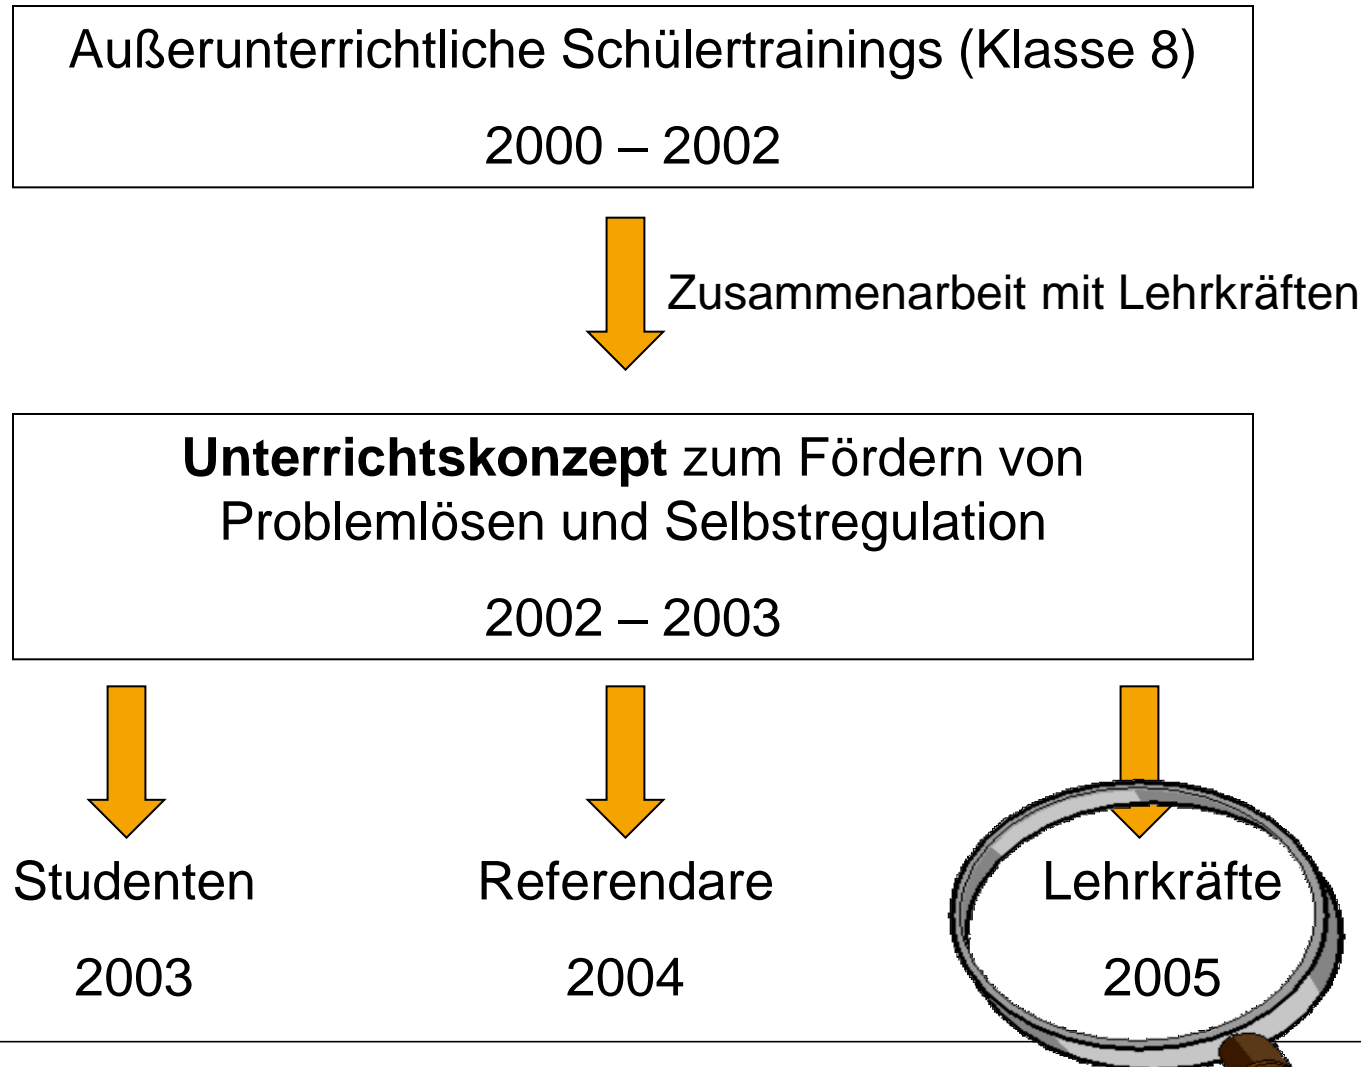 Außerunterrichtliche Schülertrainings (Klasse 8)
2000 – 2002
Zusammenarbeit mit Lehrkräften
Unterrichtskonzept zum Fördern von
Problemlösen und Selbstregulation
2002 – 2003
Studenten
2003
Referendare
2004
Lehrkräfte
2005